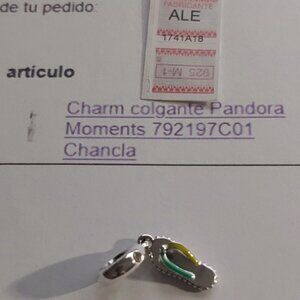 de tu pedido:
FABRICANTE
ALE
1741A18
925 M-1
artículo
Charm colgante Pandora
Moments 792197C01
Chancla